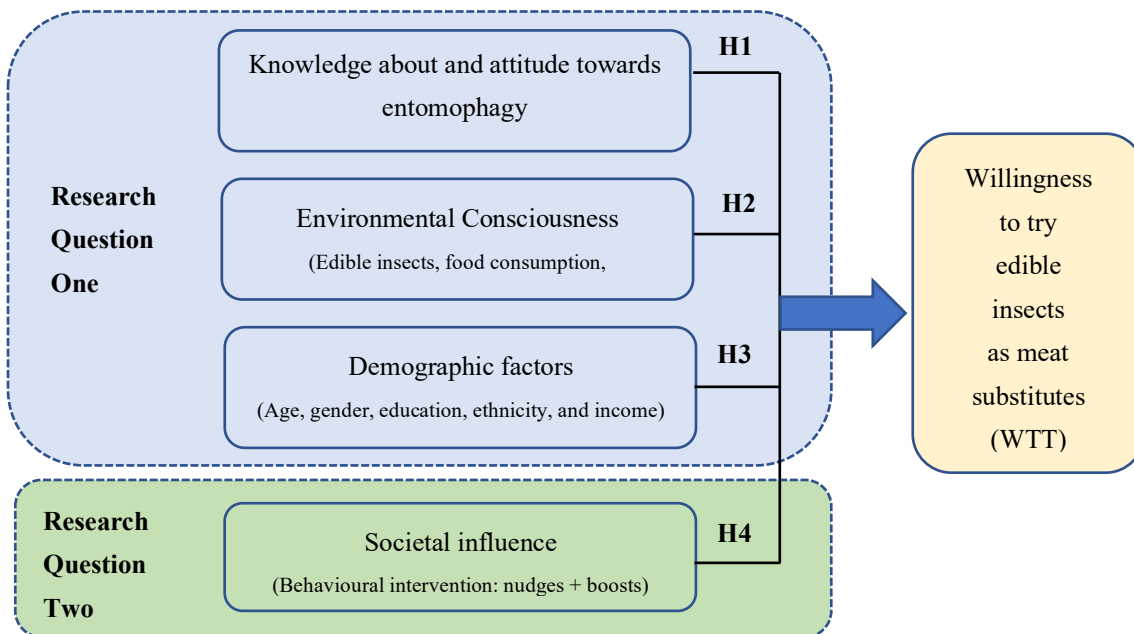 Research
Question
One
Knowledge about and attitude towards
entomophagy
H1
Environmental Consciousness
(Edible insects, food consumption,
H2
Demographic factors
(Age, gender, education, ethnicity, and income)
H3
Research
Question
Two
Societal influence
(Behavioural intervention: nudges + boosts)
H4
Willingness
to try
edible
insects
as meat
substitutes
(WTT)